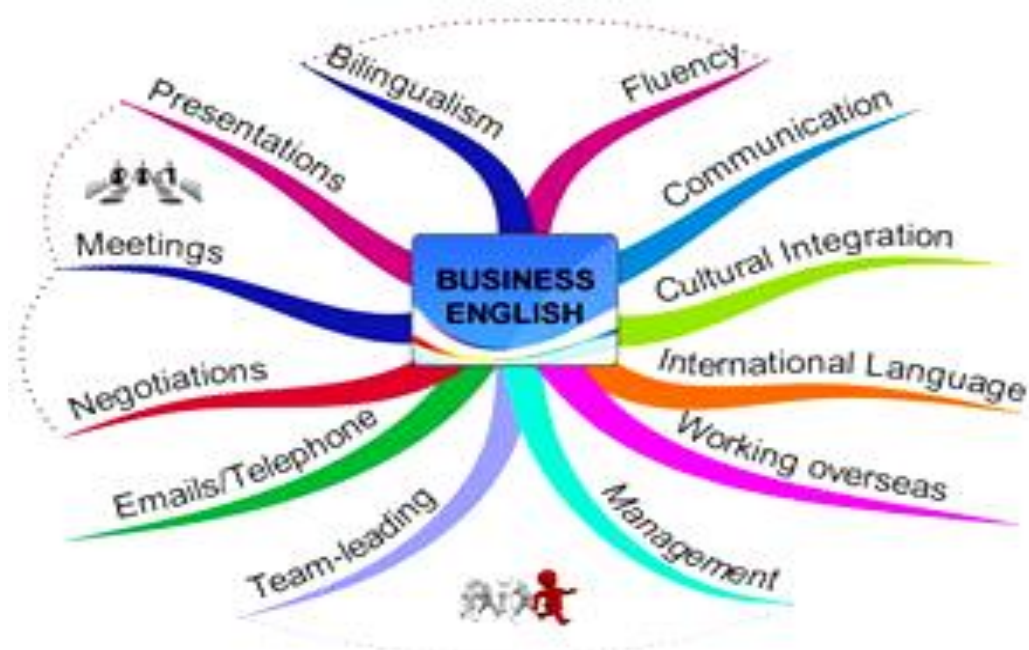 Bilingualism
Fluency
Presentations
Communication
Meetings
Cultural Integration
BUSINESS
ENGLISH
Negotiations
International Language
Emails/Telephone
Working overseas
Team-leading
Management